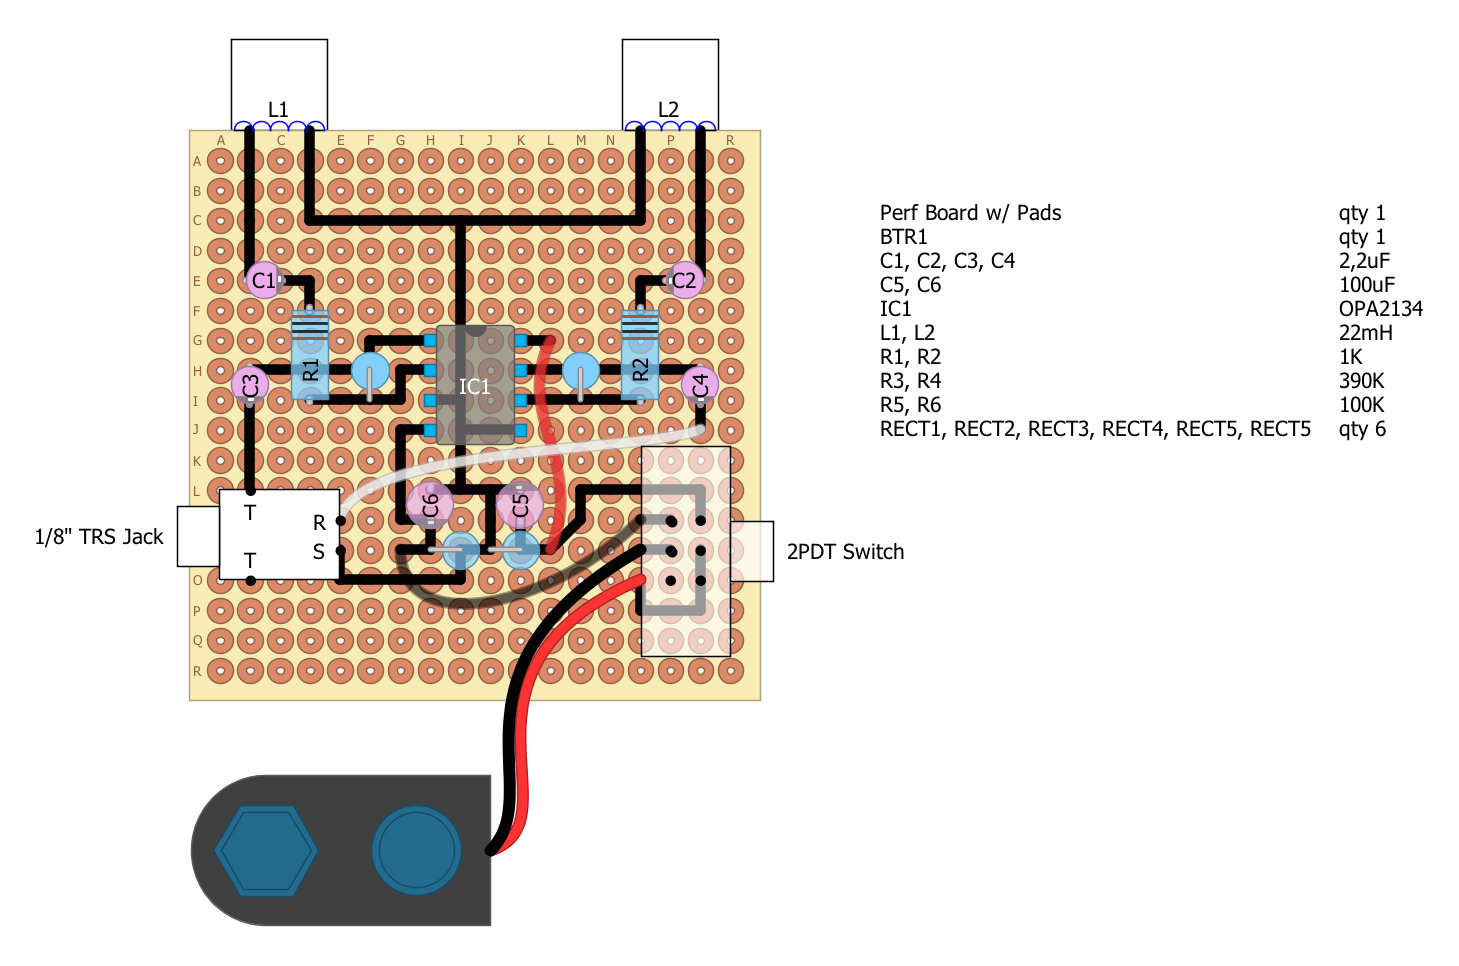 L1
L2
A C E F G H I J K L M N P R
A
B
C
D
E
F
G
H
I
J
K
L
O
P
Q
R
C1
C2
R1
R2
C3
IC1
C4
C6
C5
T
R
S
T
1/8" TRS Jack
2PDT Switch
Perf Board w/ Pads qty 1
BTR1 qty 1
C1, C2, C3, C4 2,2uF
C5, C6 100uF
IC1 OPA2134
L1, L2 22mH
R1, R2 1K
R3, R4 390K
R5, R6 100K
RECT1, RECT2, RECT3, RECT4, RECT5, RECT5 qty 6